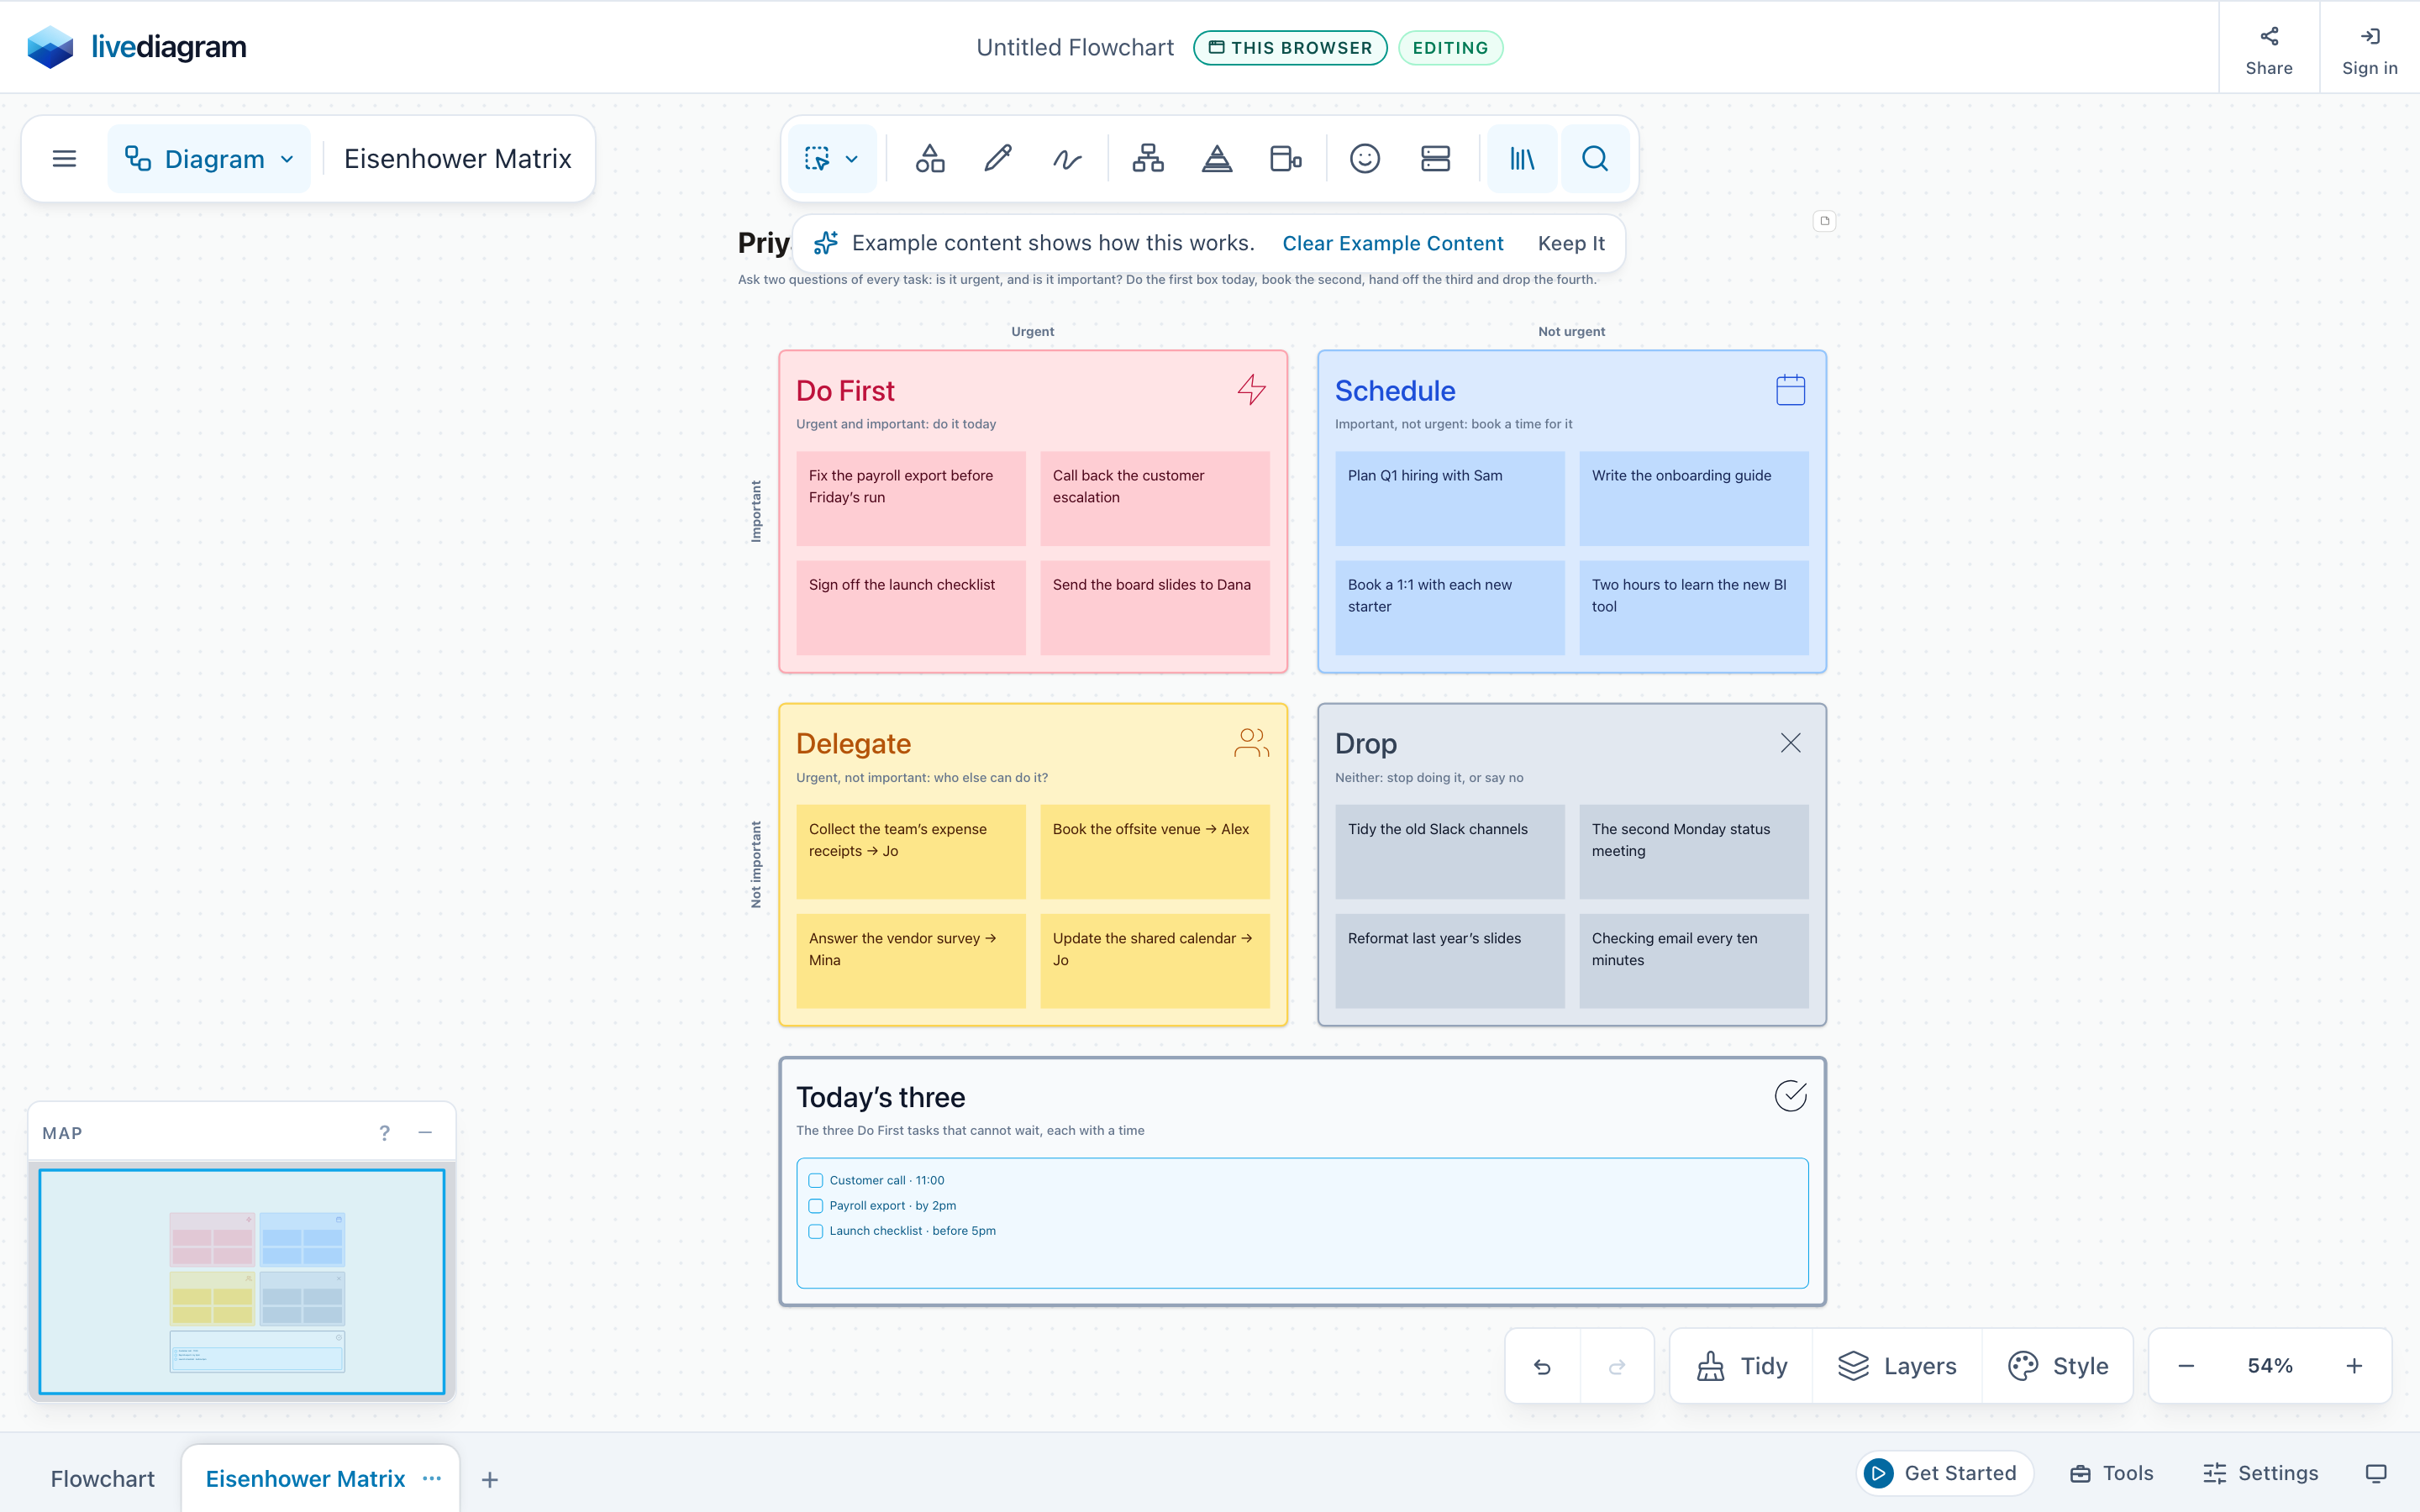 livediagram
Untitled Flowchart
THIS BROWSER
EDITING
Share
Sign in
Diagram
Eisenhower Matrix
Example content shows how this works.
Clear Example Content
Keep It
Ask two questions of every task: is it urgent, and is it important? Do the first box today, book the second, hand off the third and drop the fourth.
Urgent
Not urgent
Important
Do First
Urgent and important: do it today
Fix the payroll export before
Friday’s run
Call back the customer
escalation
Sign off the launch checklist
Send the board slides to Dana
Schedule
Important, not urgent: book a time for it
Plan Q1 hiring with Sam
Write the onboarding guide
Book a 1:1 with each new
starter
Two hours to learn the new BI
tool
Not important
Delegate
Urgent, not important: who else can do it?
Collect the team’s expense
receipts → Jo
Book the offsite venue → Alex
Answer the vendor survey →
Mina
Update the shared calendar →
Jo
Drop
Neither: stop doing it, or say no
Tidy the old Slack channels
The second Monday status
meeting
Reformat last year’s slides
Checking email every ten
minutes
Today’s three
The three Do First tasks that cannot wait, each with a time
Customer call · 11:00
Payroll export · by 2pm
Launch checklist · before 5pm
MAP
?
Tidy
Layers
Style
54%
Flowchart
Eisenhower Matrix
Get Started
Tools
Settings